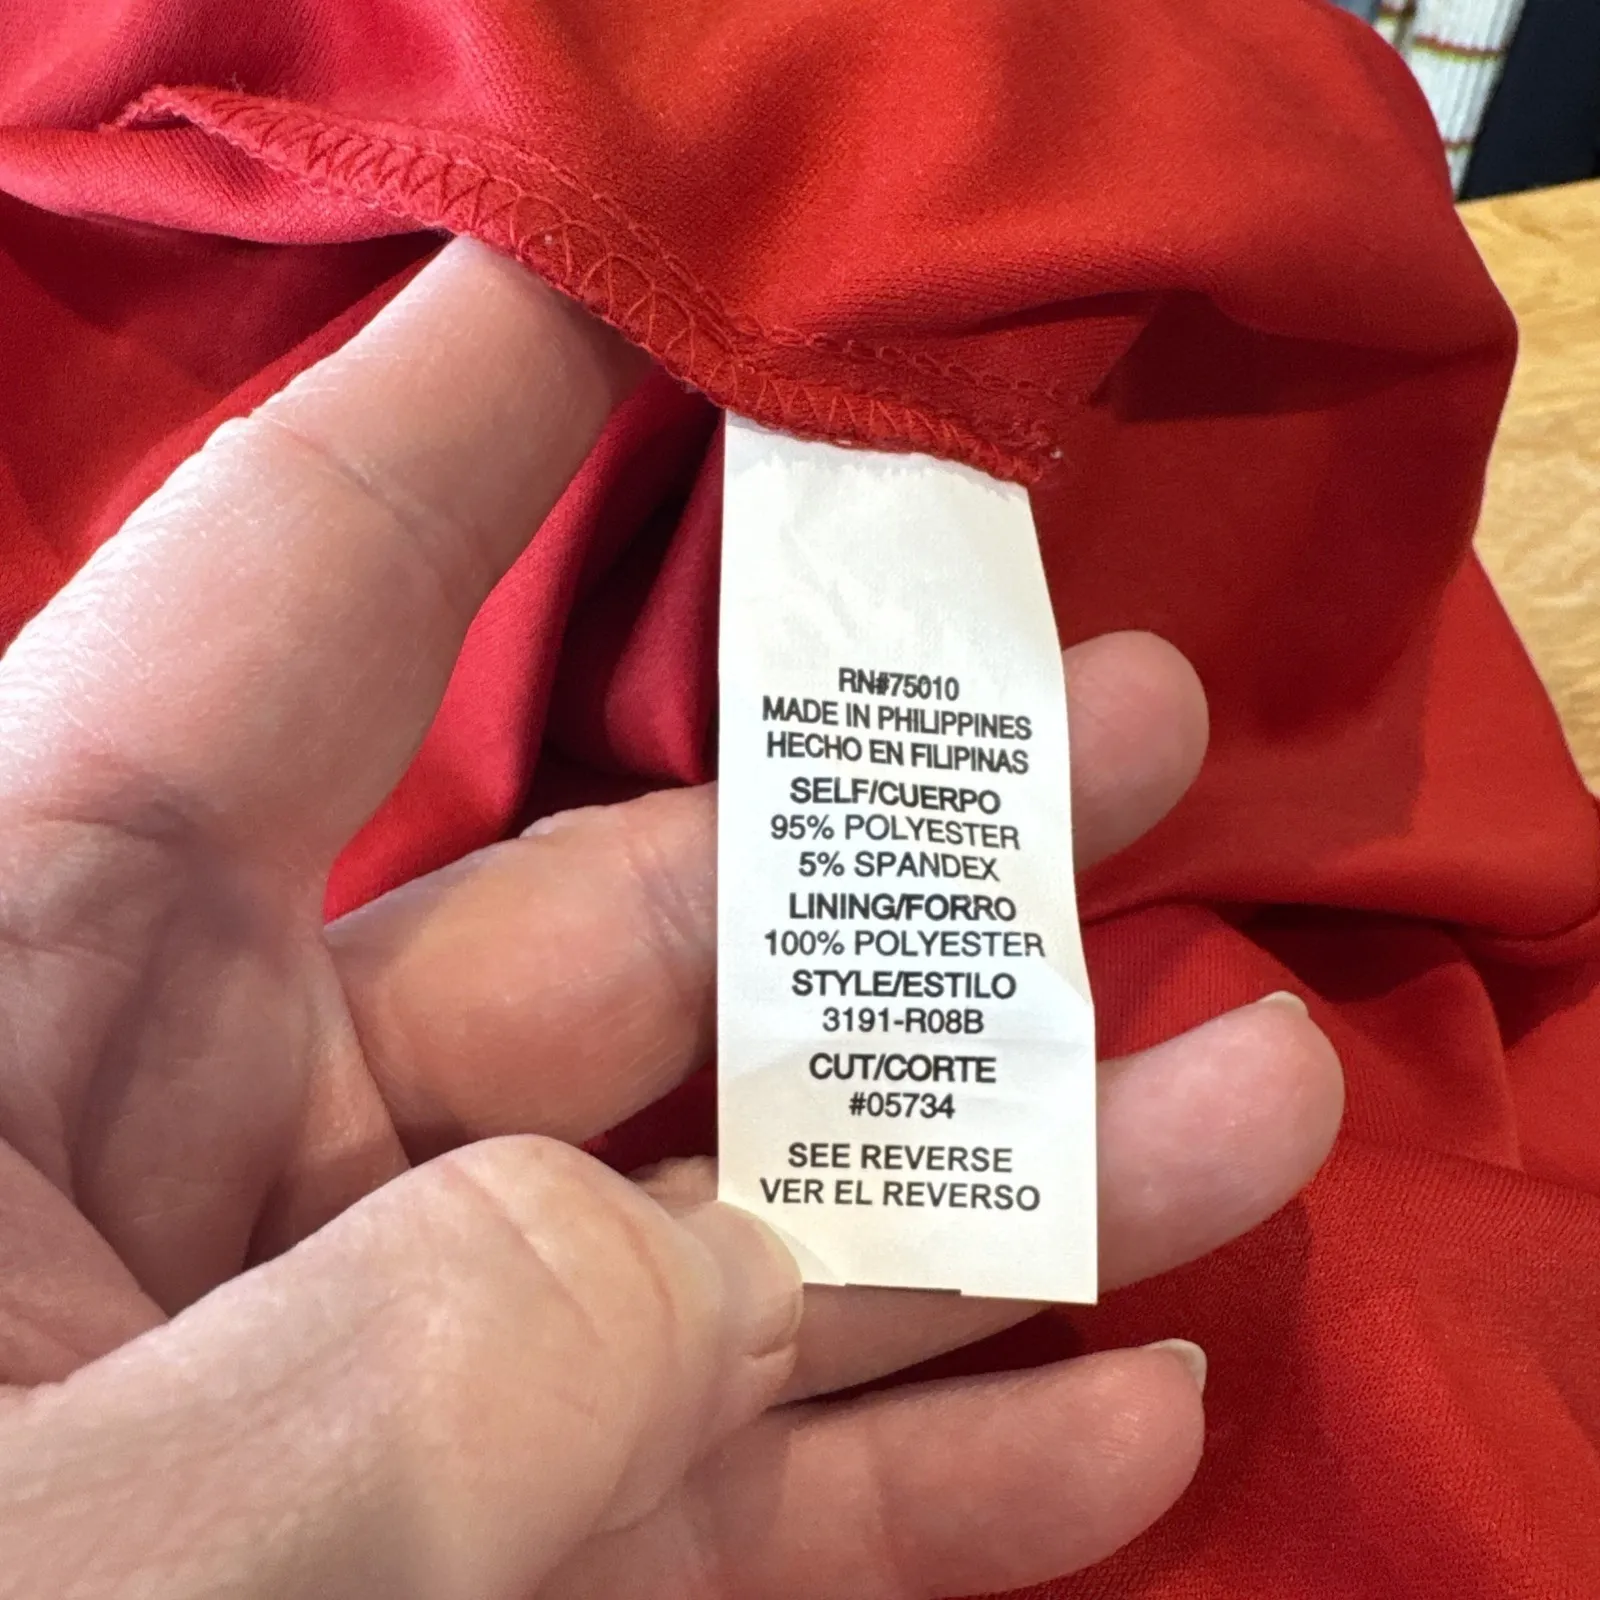 RN#75010
MADE IN PHILIPPINES
HECHO EN FILIPINAS
SELF/CUERPO
95% POLYESTER
5% SPANDEX
LINING/FORRO
100% POLYESTER
STYLE/ESTILO
3191-R08B
CUT/CORTE
#05734
SEE REVERSE
VER EL REVERSO